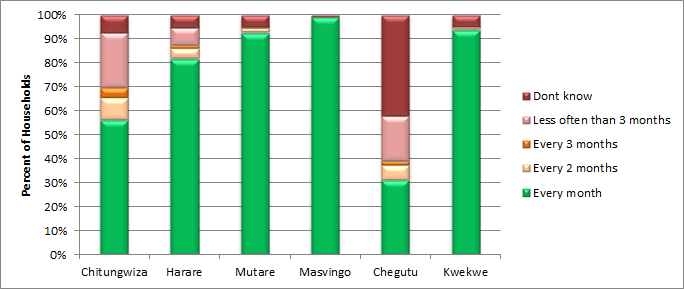 Percent of Households
100%
90%
80%
70%
60%
50%
40%
30%
20%
10%
0%
Chitungwiza Harare Mutare Masvingo Chegutu Kwekwe
Dont know
Less often than 3 months
Every 3 months
Every 2 months
Every month